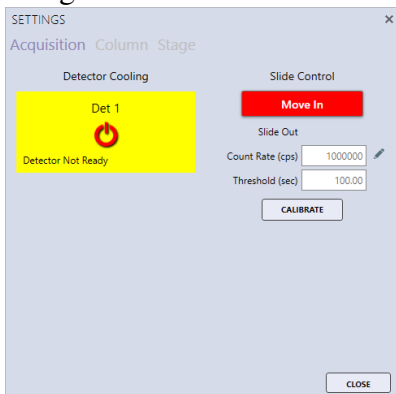 SETTINGS
Acquisition Column Stage
Detector Cooling
Det 1
Detector Not Ready
Slide Control
Move In
Slide Out
Count Rate (cps) 1000000
Threshold (sec) 100.00
CALIBRATE
CLOSE